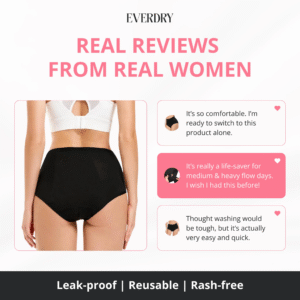 EVERDRY
REAL REVIEWS
FROM REAL WOMEN
It's so comfortable. I'm
ready to switch to this
product alone.
It's really a life-saver for
medium & heavy flow days.
I wish I had this before!
Thought washing would
be tough, but it's actually
very easy and quick.
Leak-proof | Reusable | Rash-free